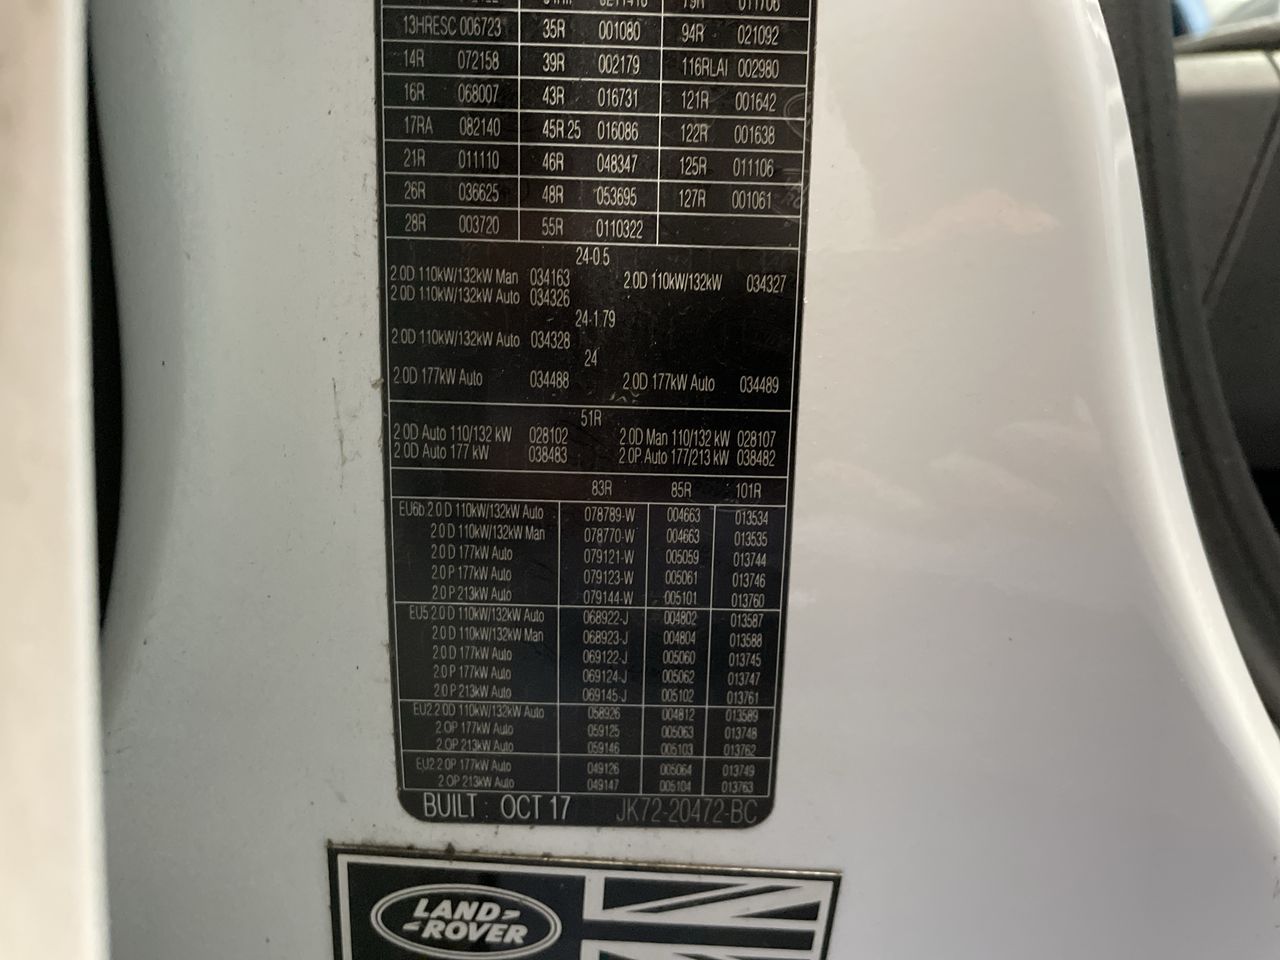 13HRESC 006723 35R 001080 94R 021092
14R 072158 39R 002179 116RLAI 002980
16R 068007 43R 016731 121R 001642
17RA 082140 45R 25 016086 122R 001638
21R 011110 46R 048347 125R 011106
26R 036625 48R 053695 127R 001061
28R 003720 55R 0110322
24-0.5
2.0D 110kW/132kW Man 034163 2.0D 110kW/132kW 034327
2.0D 110kW/132kW Auto 034326
24-1.79
2.0D 110kW/132kW Auto 034328
24
2.0D 177kW Auto 034488 2.0D 177kW Auto 034489
51R
2.0D Auto 110/132 kW 028102 2.0D Man 110/132 kW 028107
2.0D Auto 177 kW 038483 2.0P Auto 177/213 kW 038482
83R 85R 101R
EU6b.2.0 D 110kW/132kW Auto 078789-W 004663 013534
2.0 D 110kW/132kW Man 078770-W 004663 013535
2.0 D 177kW Auto 079121-W 005059 013744
2.0 P 177kW Auto 079123-W 005061 013746
2.0 P 213kW Auto 079144-W 005101 013760
EU5 2.0 D 110kW/132kW Auto 068922-J 004802 013587
2.0 D 110kW/132kW Man 068923-J 004804 013588
2.0 D 177kW Auto 069122-J 005060 013745
2.0 P 177kW Auto 069124-J 005062 013747
2.0 P 213kW Auto 069145-J 005102 013761
EU2 2.0D 110kW/132kW Auto 058926 004812 013589
2.0P 177kW Auto 059125 005063 013748
2.0P 213kW Auto 059146 005103 013762
EU2 2.0P 177kW Auto 049126 005064 013749
2.0P 213kW Auto 049147 005104 013763
BUILT: OCT 17 JK72-20472-BC
LAND-
-ROVER